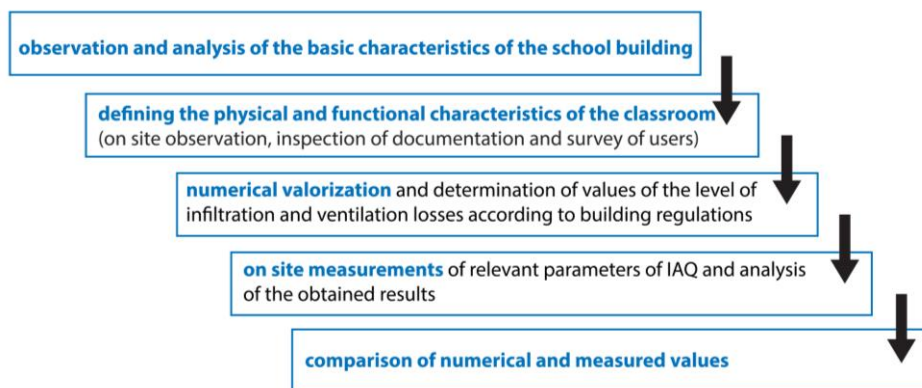 observation and analysis of the basic characteristics of the school building
defining the physical and functional characteristics of the classroom
(on site observation, inspection of documentation and survey of users)
numerical valorization and determination of values of the level of
infiltration and ventilation losses according to building regulations
on site measurements of relevant parameters of IAQ and analysis
of the obtained results
comparison of numerical and measured values